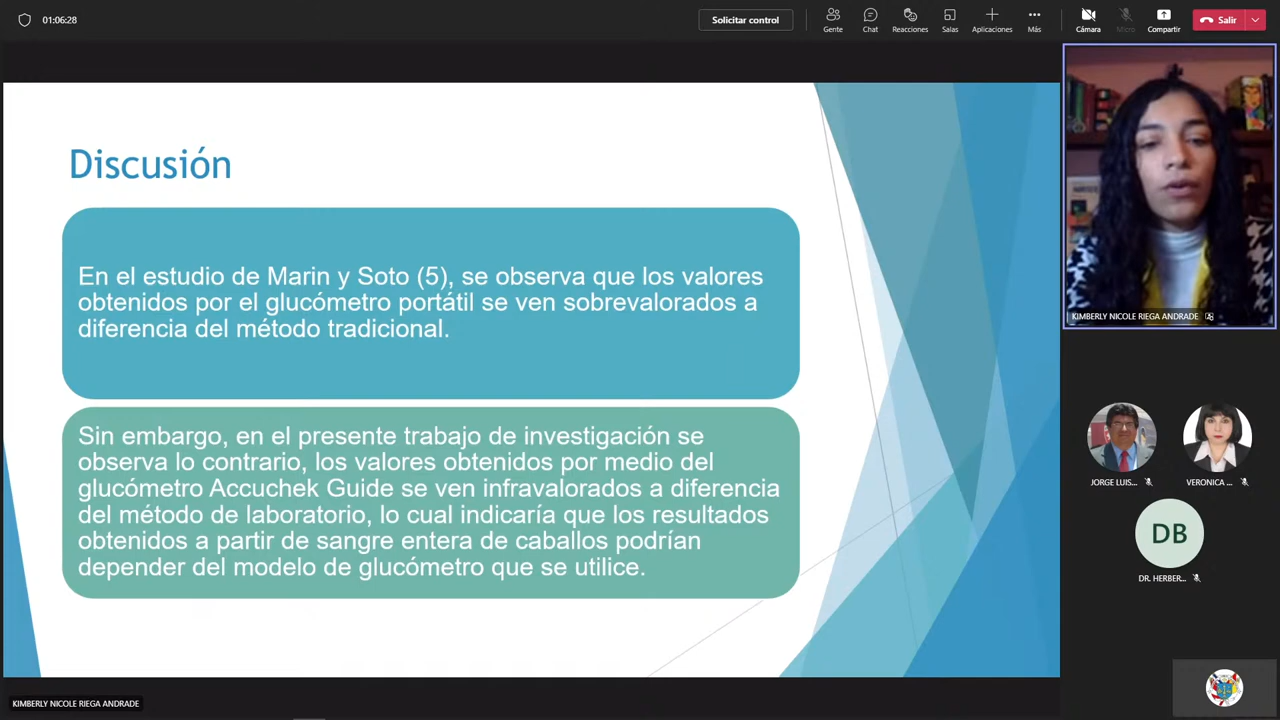 01:06:28
Solicitar control
Gente
Chat
Reacciones
Salas
Aplicaciones
Más
Cámara
Micro
Compartir
Salir
Discusión
En el estudio de Marin y Soto (5), se observa que los valores
obtenidos por el glucómetro portátil se ven sobrevalorados a
diferencia del método tradicional.
Sin embargo, en el presente trabajo de investigación se
observa lo contrario, los valores obtenidos por medio del
glucómetro Accuchek Guide se ven infravalorados a diferencia
del método de laboratorio, lo cual indicaría que los resultados
obtenidos a partir de sangre entera de caballos podrían
depender del modelo de glucómetro que se utilice.
KIMBERLY NICOLE RIEGA ANDRADE
JORGE LUIS...
VERONICA ...
DB
DR. HERBER...
KIMBERLY NICOLE RIEGA ANDRADE